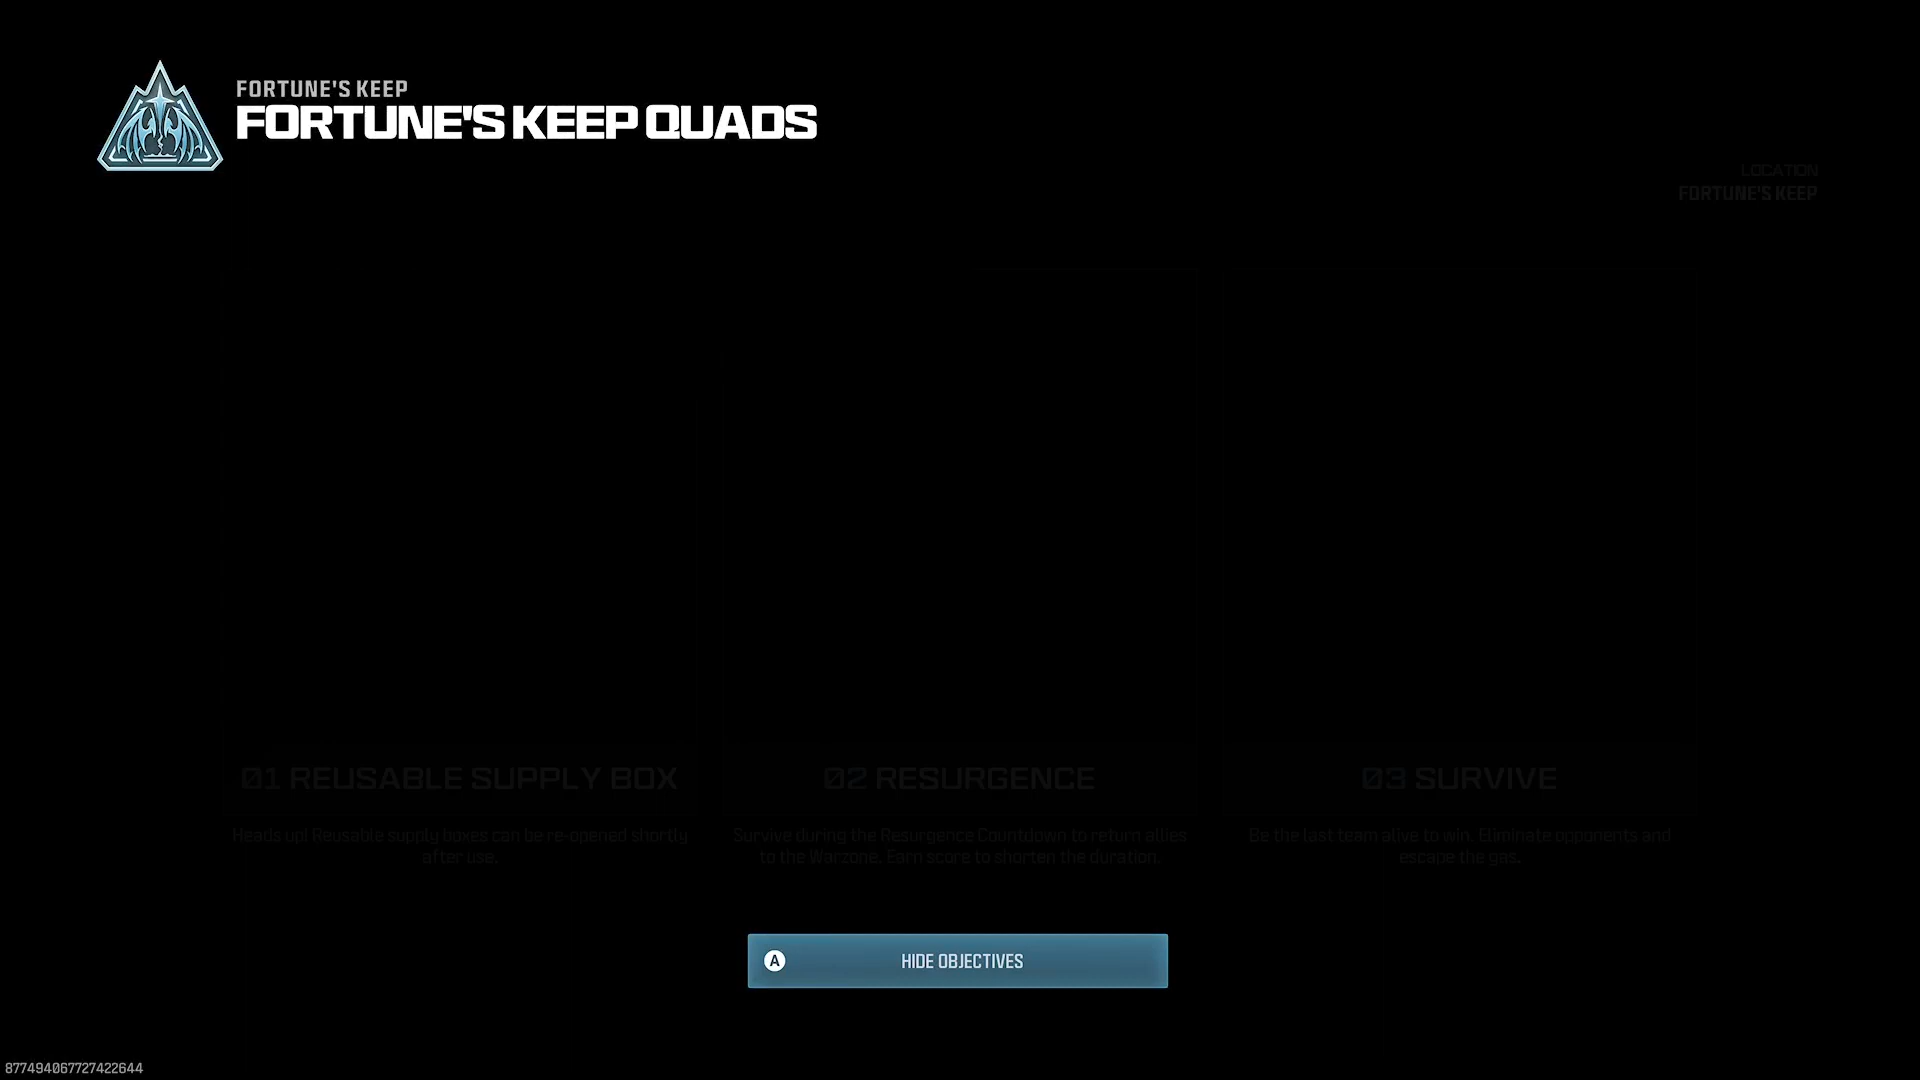 FORTUNE'S KEEP
FORTUNE'S KEEP QUADS
LOCATION
FORTUNE'S KEEP
01 REUSABLE SUPPLY BOX
Heads up! Reusable supply boxes can be re-opened shortly
after use.
02 RESURGENCE
Survive during the Resurgence Countdown to return allies
to the Warzone. Earn score to shorten the duration.
03 SURVIVE
Be the last team alive to win. Eliminate opponents and
escape the gas.
A HIDE OBJECTIVES
877494067727422644